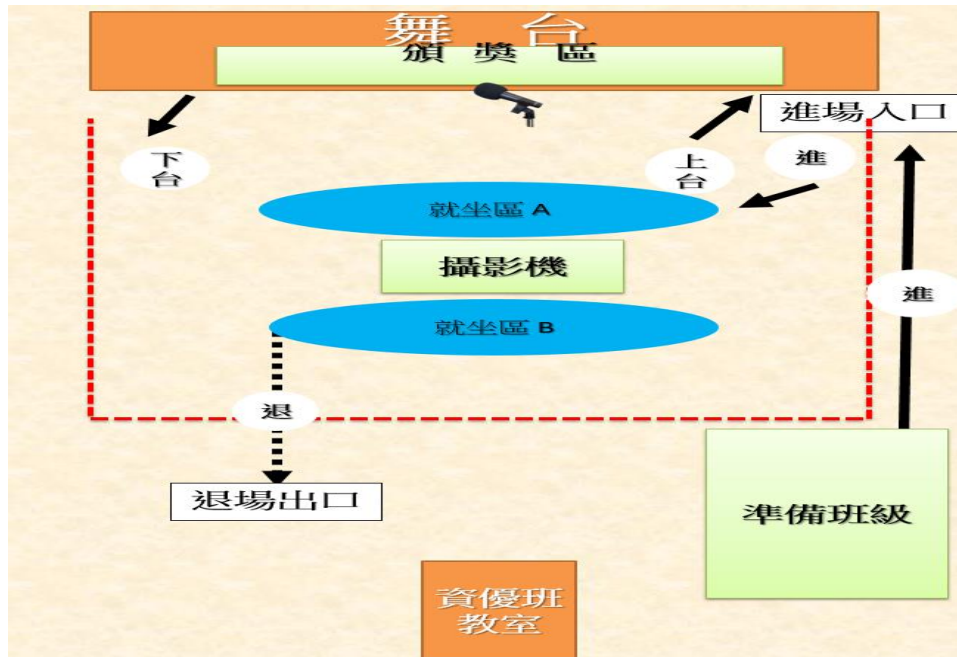 舞 台
頒 獎 區
進場入口
下
台
上
台
進
就坐區 A
攝影機
進
就坐區 B
退
退場出口
準備班級
資優班
教室